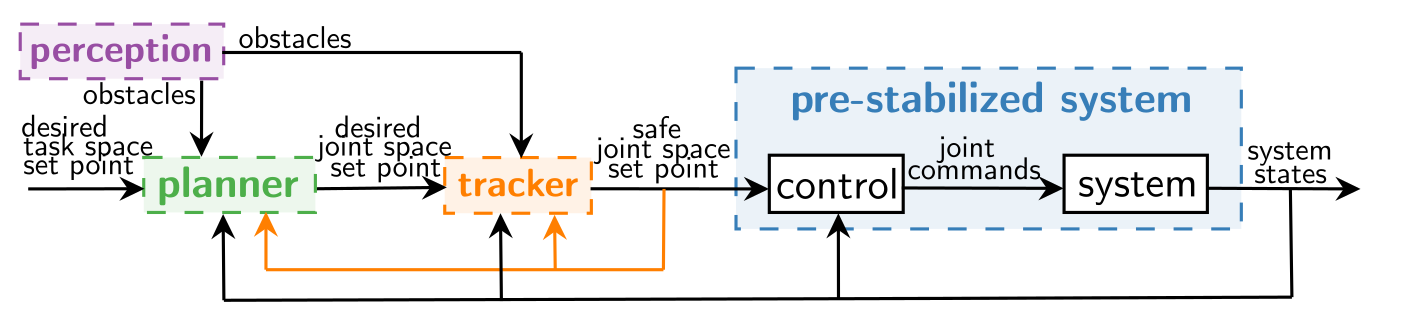 perception
obstacles
obstacles
desired
task space
set point
planner
desired
joint space
set point
tracker
safe
joint space
set point
pre-stabilized system
control
joint
commands
system
system
states